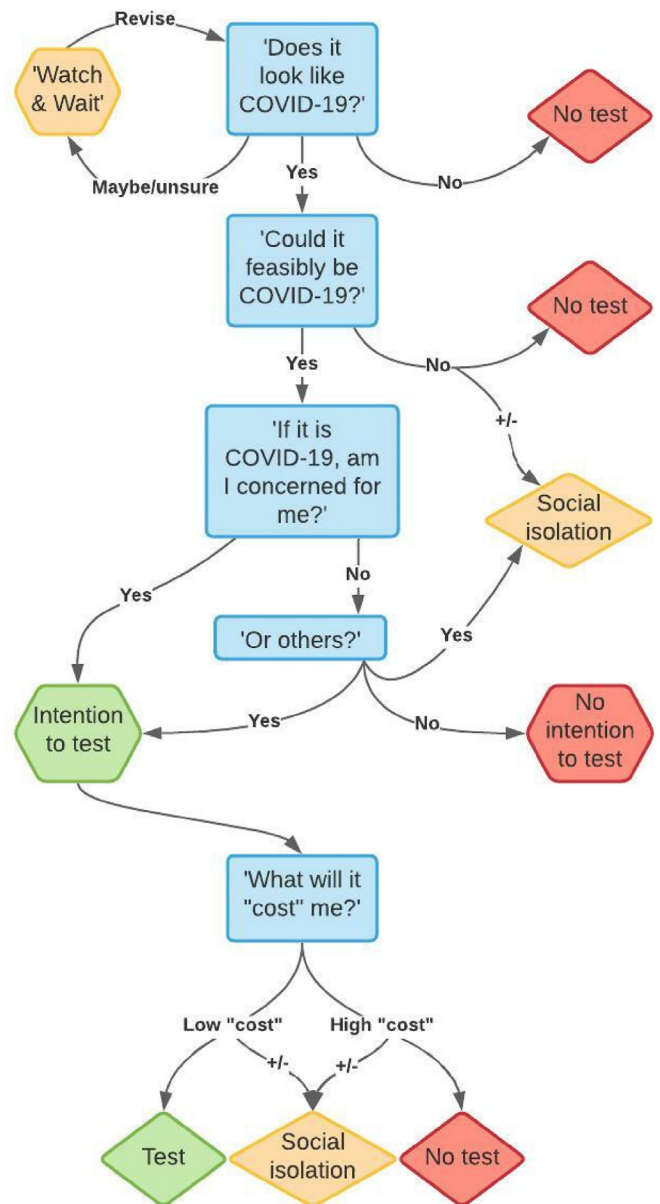 Revise
'Watch
& Wait'
'Does it
look like
COVID-19?'
No test
Maybe/unsure
Yes
No
'Could it
feasibly be
COVID-19?'
No test
Yes
No
+/-
'If it is
COVID-19, am
I concerned for
me?'
Social
isolation
Yes
No
'Or others?'
Yes
Intention
to test
Yes
No
No
intention
to test
'What will it
"cost" me?'
Low "cost"
High "cost"
+/-
+/-
Test
Social
isolation
No test